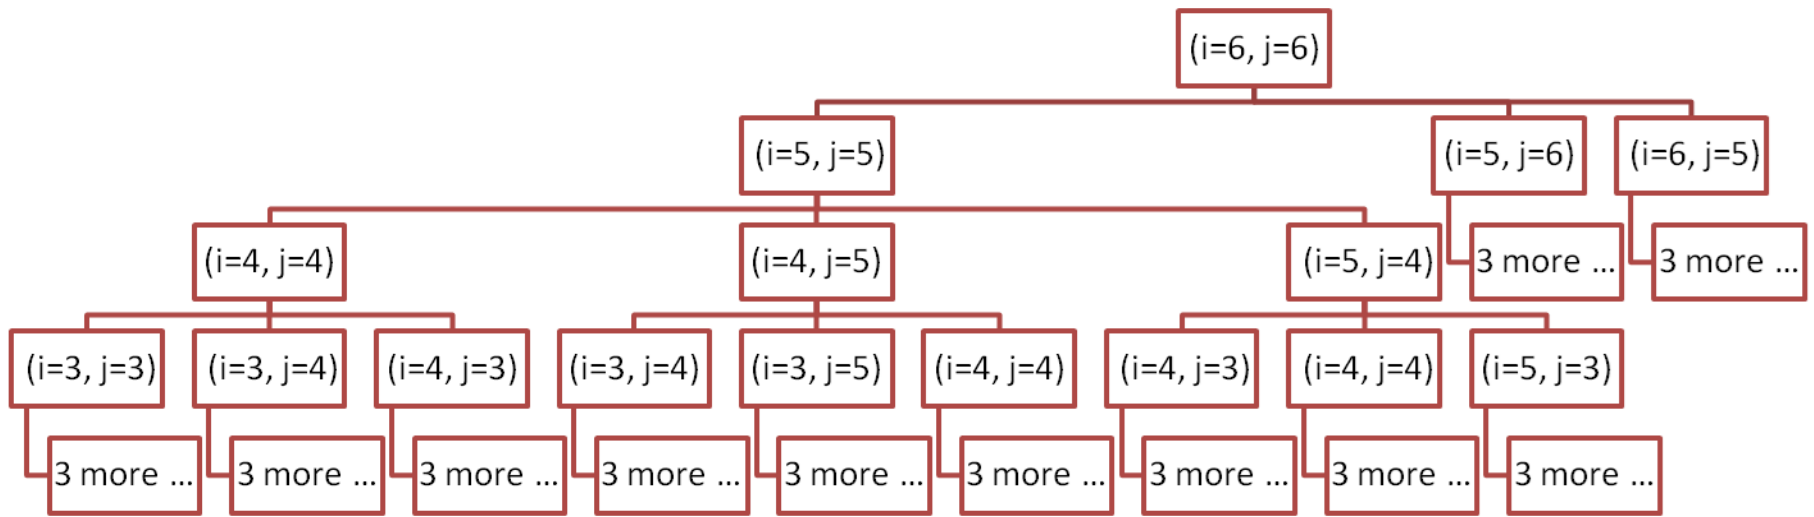 (i=6, j=6)
(i=5, j=5)
(i=5, j=6)
(i=6, j=5)
(i=4, j=4)
(i=4, j=5)
(i=5, j=4)
3 more ...
3 more ...
(i=3, j=3)
(i=3, j=4)
(i=4, j=3)
(i=3, j=4)
(i=3, j=5)
(i=4, j=4)
(i=4, j=3)
(i=4, j=4)
(i=5, j=3)
3 more ...
3 more ...
3 more ...
3 more ...
3 more ...
3 more ...
3 more ...
3 more ...
3 more ...